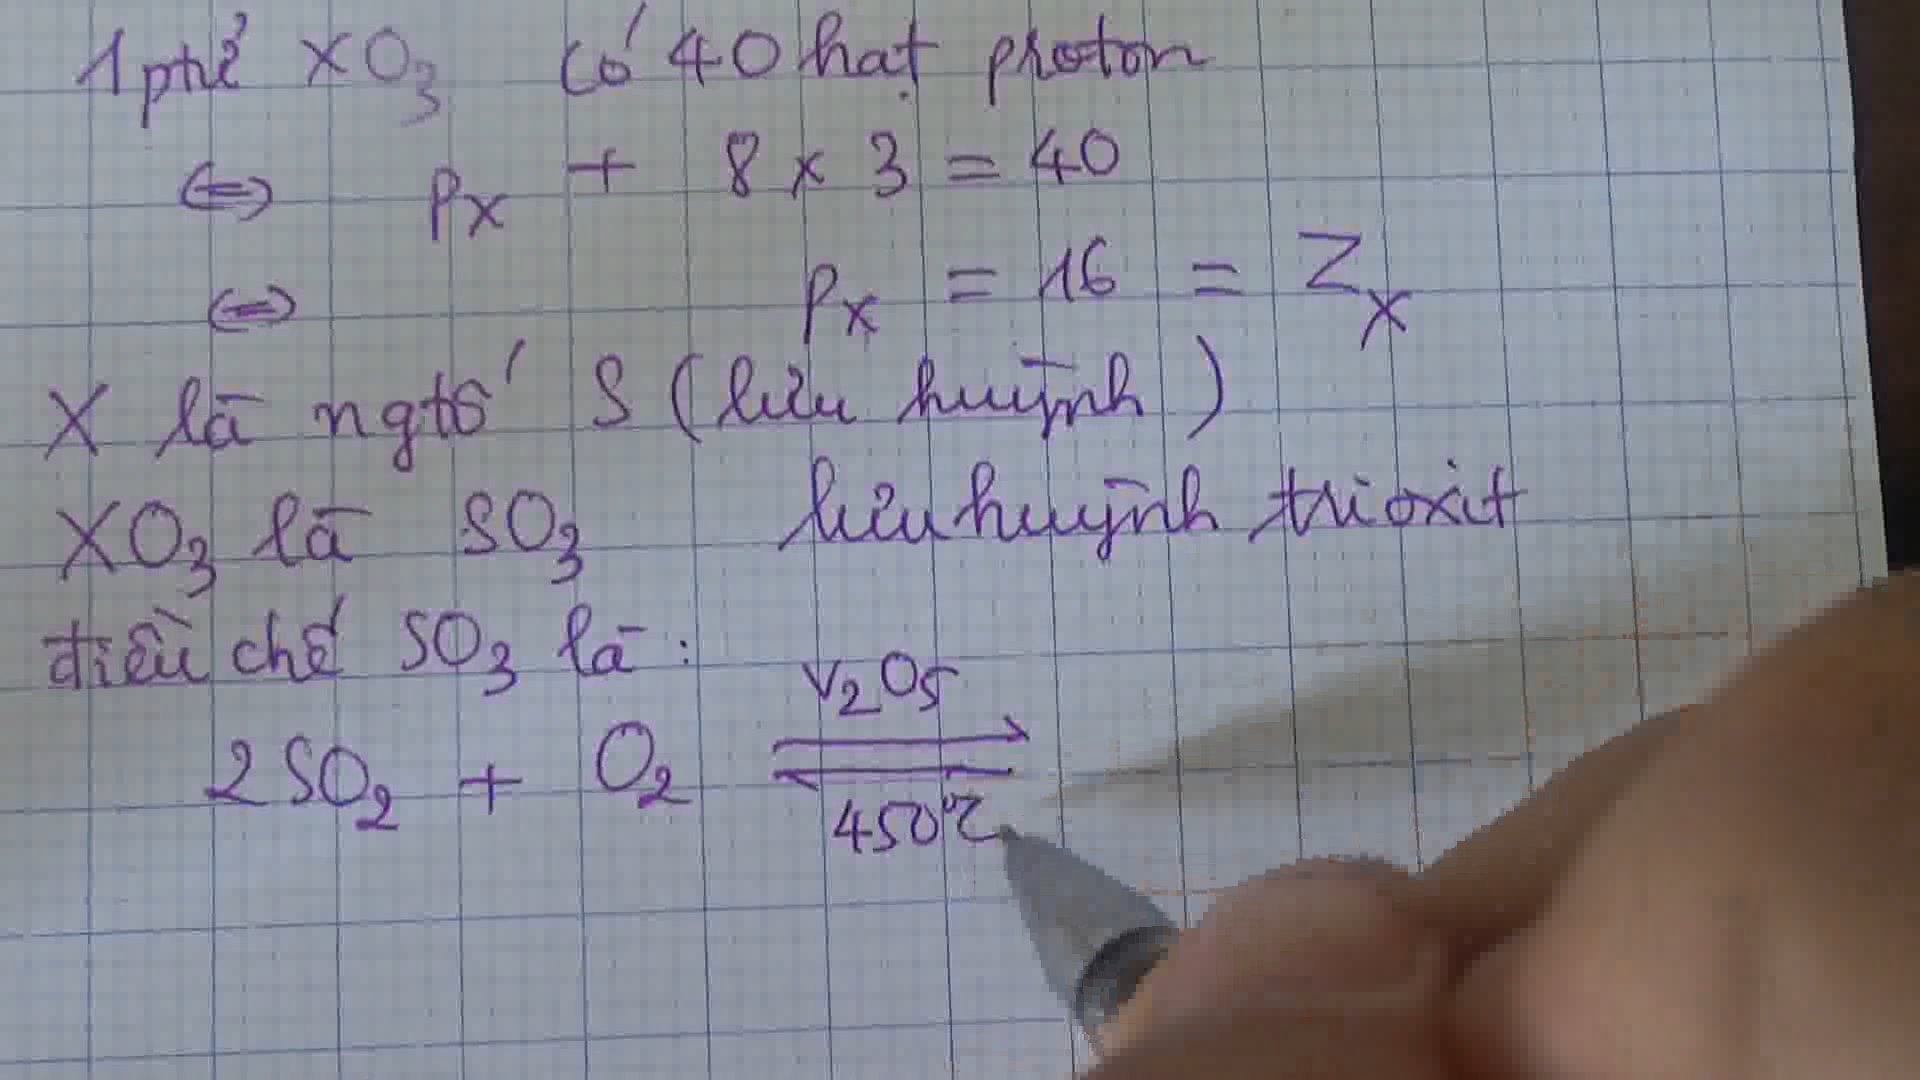 1 phtử XO3 có 40 hạt proton
⇔ Px + 8 x 3 = 40
⇔ Px = 16 = Zx
X là ngtố S (lưu huỳnh)
XO3 là SO3 lưu huỳnh trioxit
điều chế SO3 là:
V2O5
2SO2 + O2 ⇌
450°C